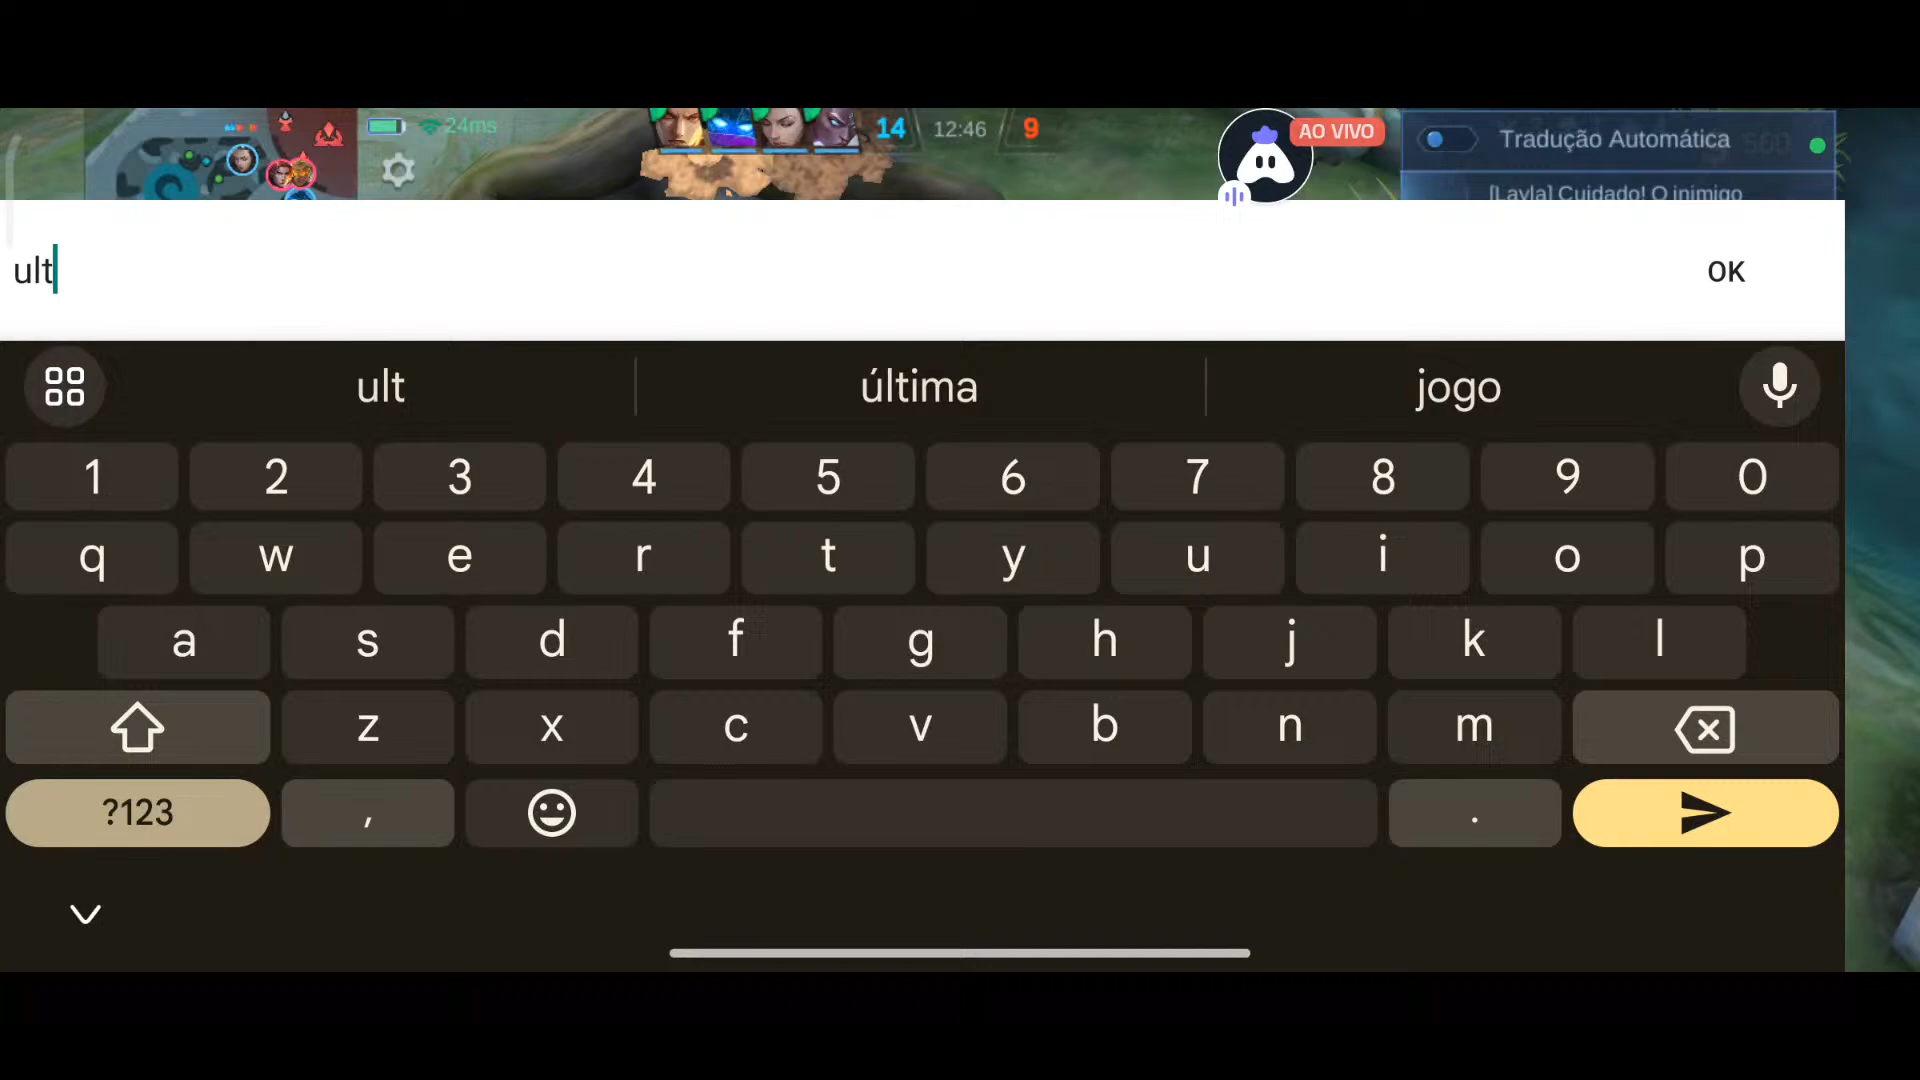 24ms
14 12:46 9
AO VIVO
Tradução Automática
[Layla] Cuidado! O inimigo
ult
OK
ult última jogo
1 2 3 4 5 6 7 8 9 0
q w e r t y u i o p
a s d f g h j k l
z x c v b n m
?123 , .